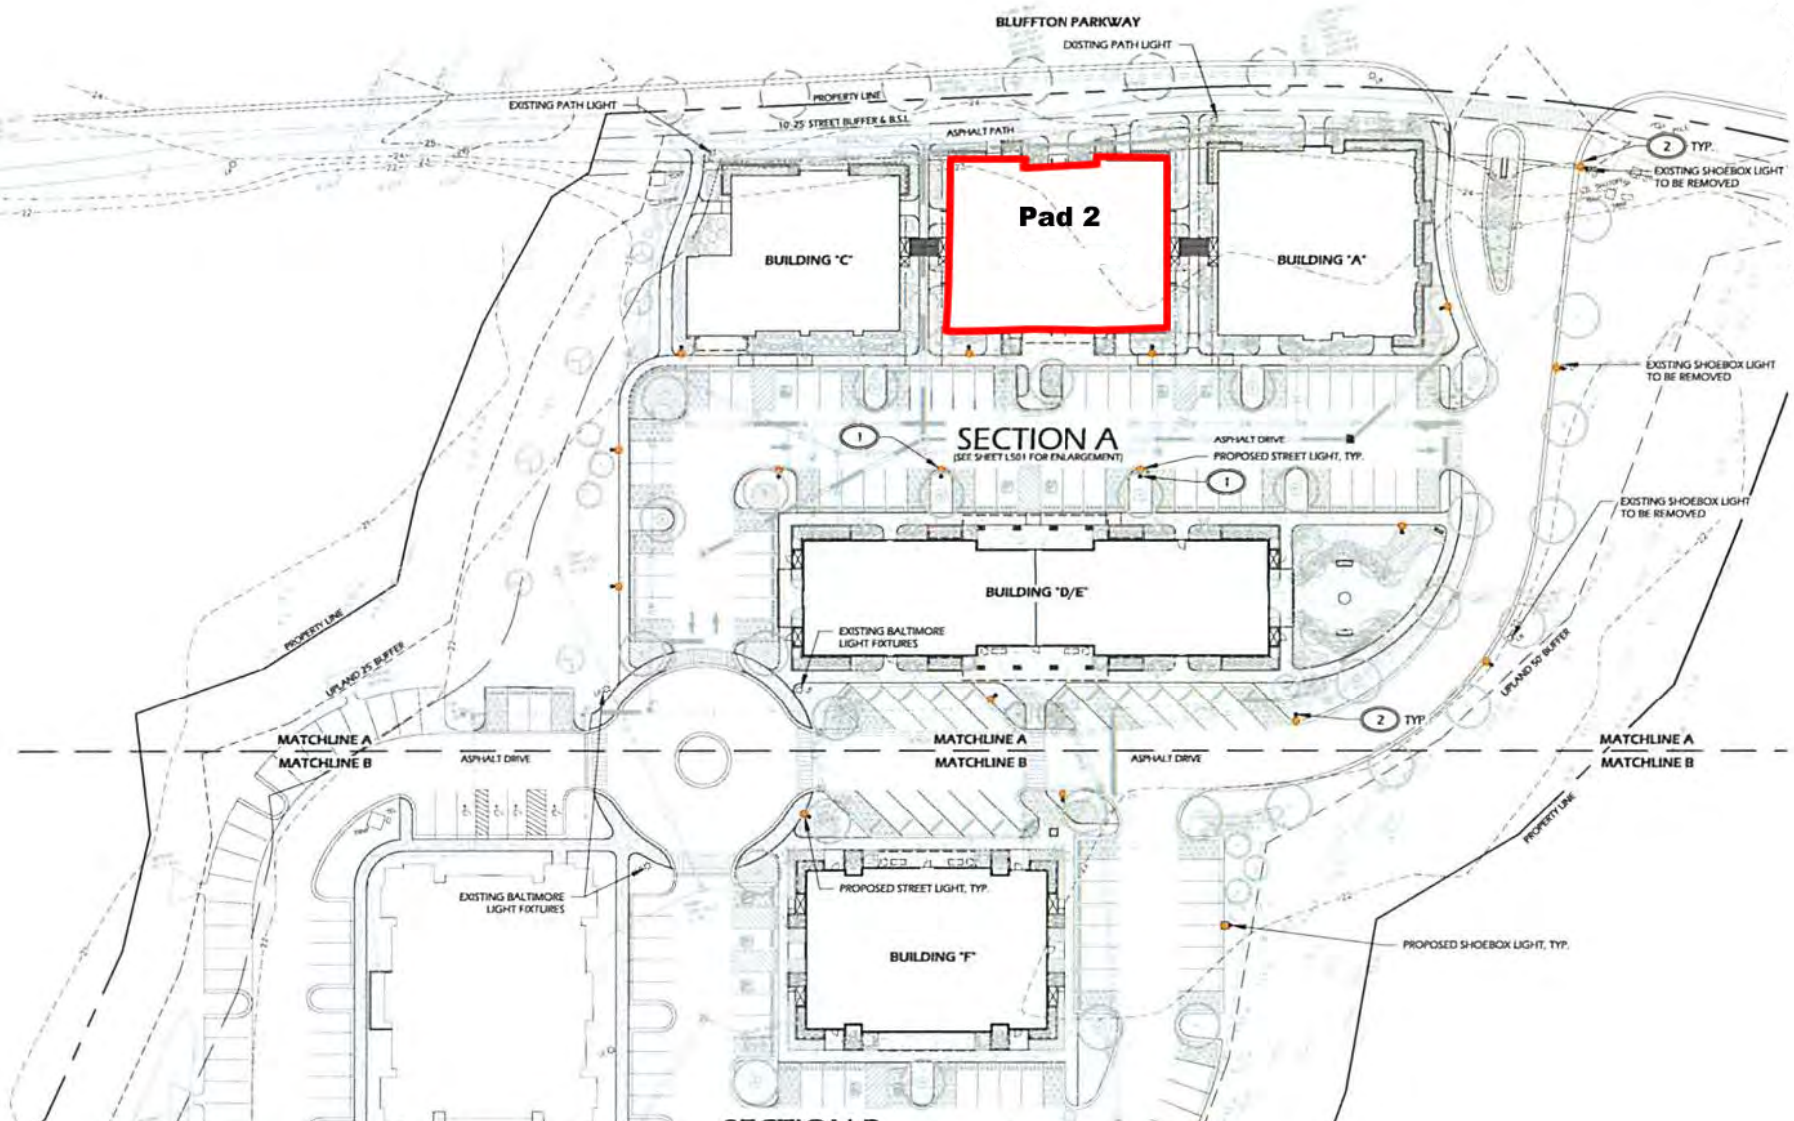 BLUFFTON PARKWAY
EXISTING PATH LIGHT
EXISTING PATH LIGHT
PROPERTY LINE
10'-25' STREET BUFFER & B.S.L.
ASPHALT PATH
2 TYP.
EXISTING SHOEBOX LIGHT
TO BE REMOVED
Pad 2
BUILDING "C"
BUILDING "A"
EXISTING SHOEBOX LIGHT
TO BE REMOVED
1
SECTION A
(SEE SHEET L501 FOR ENLARGEMENT)
ASPHALT DRIVE
PROPOSED STREET LIGHT, TYP.
1
EXISTING SHOEBOX LIGHT
TO BE REMOVED
BUILDING "D/E"
PROPERTY LINE
EXISTING BALTIMORE
LIGHT FIXTURES
UPLAND 25' BUFFER
UPLAND 50' BUFFER
2 TYP.
MATCHLINE A
MATCHLINE B
ASPHALT DRIVE
MATCHLINE A
MATCHLINE B
ASPHALT DRIVE
MATCHLINE A
MATCHLINE B
PROPERTY LINE
EXISTING BALTIMORE
LIGHT FIXTURES
PROPOSED STREET LIGHT, TYP.
PROPOSED SHOEBOX LIGHT, TYP.
BUILDING "F"